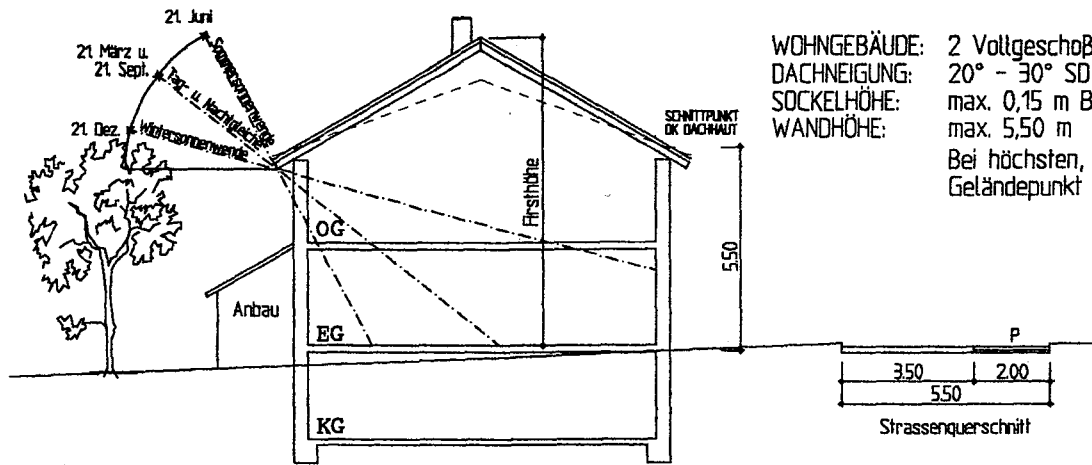 21. Juni
21. März u.
21. Sept.
21. Dez.
Sommersonnenwende
Tag- u. Nachtgleiche
Wintersonnenwende
WOHNGEBÄUDE: 2 Vollgeschoß
DACHNEIGUNG: 20° - 30° SD
SOCKELHÖHE: max. 0,15 m B
WANDHÖHE: max. 5,50 m
Bei höchsten,
Geländepunkt
SCHNITTPUNKT
OK DACHHAUT
Firsthöhe
5.50
OG
Anbau
EG
KG
P
3.50 2.00
5.50
Strassenquerschnitt